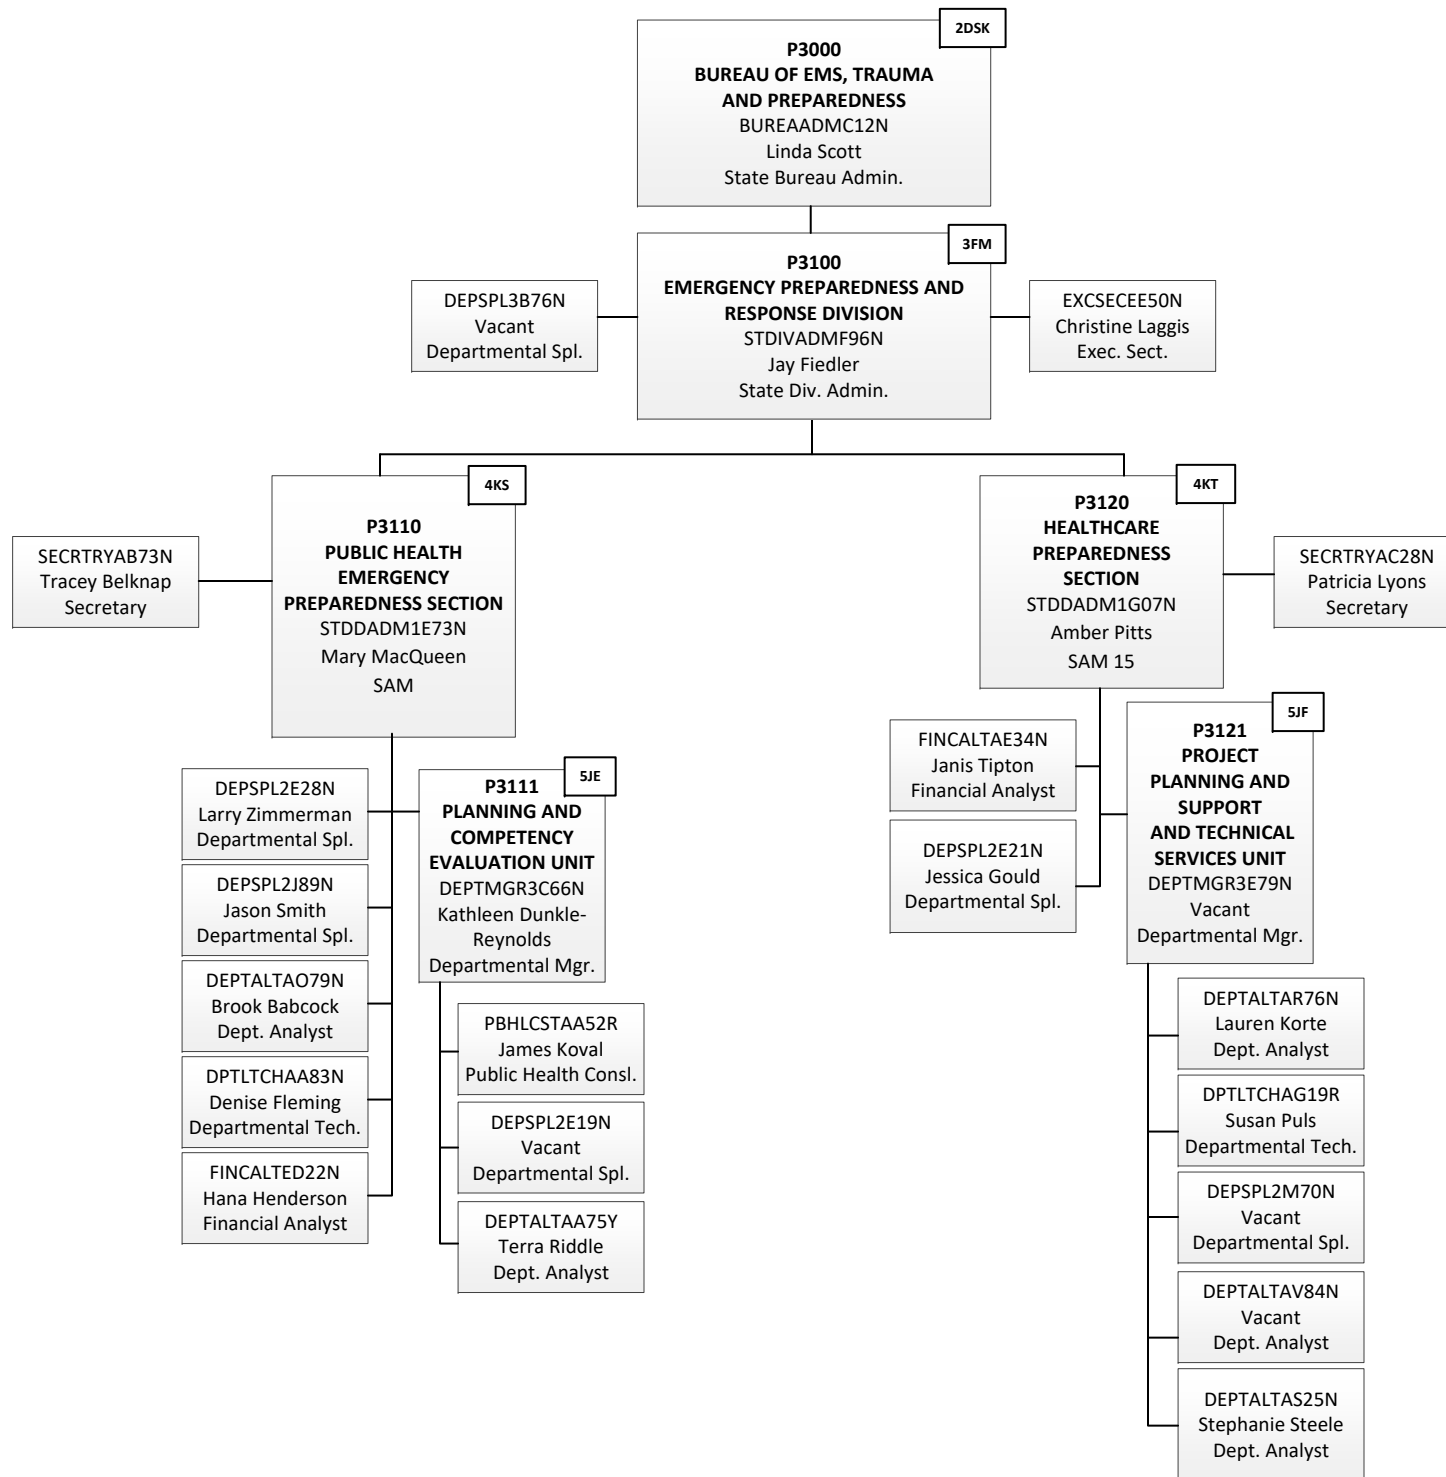 2DSK
P3000
BUREAU OF EMS, TRAUMA
AND PREPAREDNESS
BUREAADMC12N
Linda Scott
State Bureau Admin.
3FM
P3100
EMERGENCY PREPAREDNESS AND
RESPONSE DIVISION
STDIVADMF96N
Jay Fiedler
State Div. Admin.
DEPSPL3B76N
Vacant
Departmental Spl.
EXCSECEE50N
Christine Laggis
Exec. Sect.
4KS
P3110
PUBLIC HEALTH
EMERGENCY
PREPAREDNESS SECTION
STDDADM1E73N
Mary MacQueen
SAM
SECRTRYAB73N
Tracey Belknap
Secretary
4KT
P3120
HEALTHCARE
PREPAREDNESS
SECTION
STDDADM1G07N
Amber Pitts
SAM 15
SECRTRYAC28N
Patricia Lyons
Secretary
DEPSPL2E28N
Larry Zimmerman
Departmental Spl.
DEPSPL2J89N
Jason Smith
Departmental Spl.
DEPTALTAO79N
Brook Babcock
Dept. Analyst
DPTLTCHAA83N
Denise Fleming
Departmental Tech.
FINCALTED22N
Hana Henderson
Financial Analyst
5JE
P3111
PLANNING AND
COMPETENCY
EVALUATION UNIT
DEPTMGR3C66N
Kathleen Dunkle-
Reynolds
Departmental Mgr.
PBHLCSTAA52R
James Koval
Public Health Consl.
DEPSPL2E19N
Vacant
Departmental Spl.
DEPTALTAA75Y
Terra Riddle
Dept. Analyst
FINCALTAE34N
Janis Tipton
Financial Analyst
DEPSPL2E21N
Jessica Gould
Departmental Spl.
5JF
P3121
PROJECT
PLANNING AND
SUPPORT
AND TECHNICAL
SERVICES UNIT
DEPTMGR3E79N
Vacant
Departmental Mgr.
DEPTALTAR76N
Lauren Korte
Dept. Analyst
DPTLTCHAG19R
Susan Puls
Departmental Tech.
DEPSPL2M70N
Vacant
Departmental Spl.
DEPTALTAV84N
Vacant
Dept. Analyst
DEPTALTAS25N
Stephanie Steele
Dept. Analyst